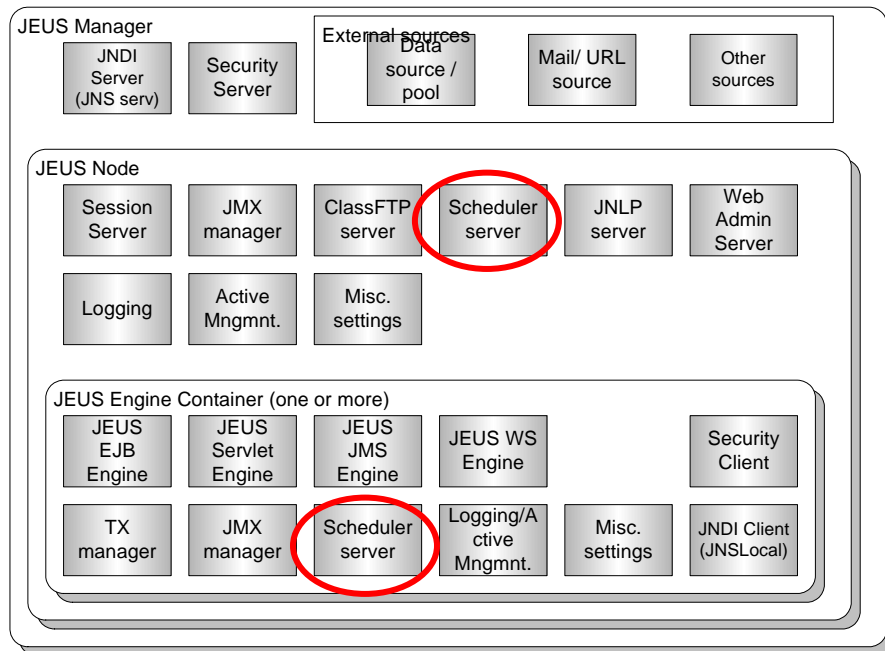 JEUS Manager
JNDI
Server
(JNS serv)
Security
Server
External sources
Data
source /
pool
Mail/ URL
source
Other
sources
JEUS Node
Session
Server
JMX
manager
ClassFTP
server
Scheduler
server
JNLP
server
Web
Admin
Server
Logging
Active
Mngmnt.
Misc.
settings
JEUS Engine Container (one or more)
JEUS
EJB
Engine
JEUS
Servlet
Engine
JEUS
JMS
Engine
JEUS WS
Engine
Security
Client
TX
manager
JMX
manager
Scheduler
server
Logging/A
ctive
Mngmnt.
Misc.
settings
JNDI Client
(JNSLocal)